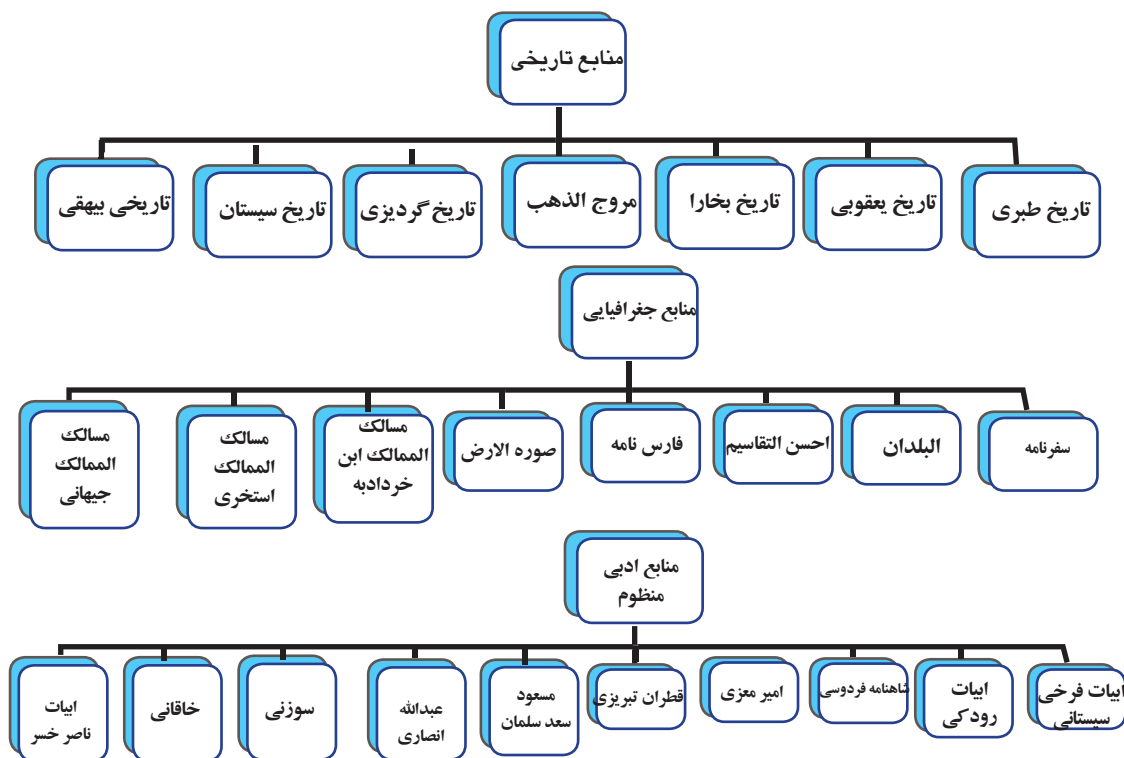 منابع تاریخی
تاریخ طبری
تاریخ یعقوبی
تاریخ بخارا
مروج الذهب
تاریخ گردیزی
تاریخ سیستان
تاریخی بیهقی
منابع جغرافیایی
سفرنامه
البلدان
احسن التقاسیم
فارس نامه
صوره الارض
مسالک
الممالک ابن
خردادبه
مسالک
الممالک
استخری
مسالک
الممالک
جیهانی
منابع ادبی
منظوم
ابیات فرخی
سیستانی
ابیات
رودکی
شاهنامه فردوسی
امیر معزی
قطران تبریزی
مسعود
سعد سلمان
عبدالله
انصاری
سوزنی
خاقانی
ابیات
ناصر خسر